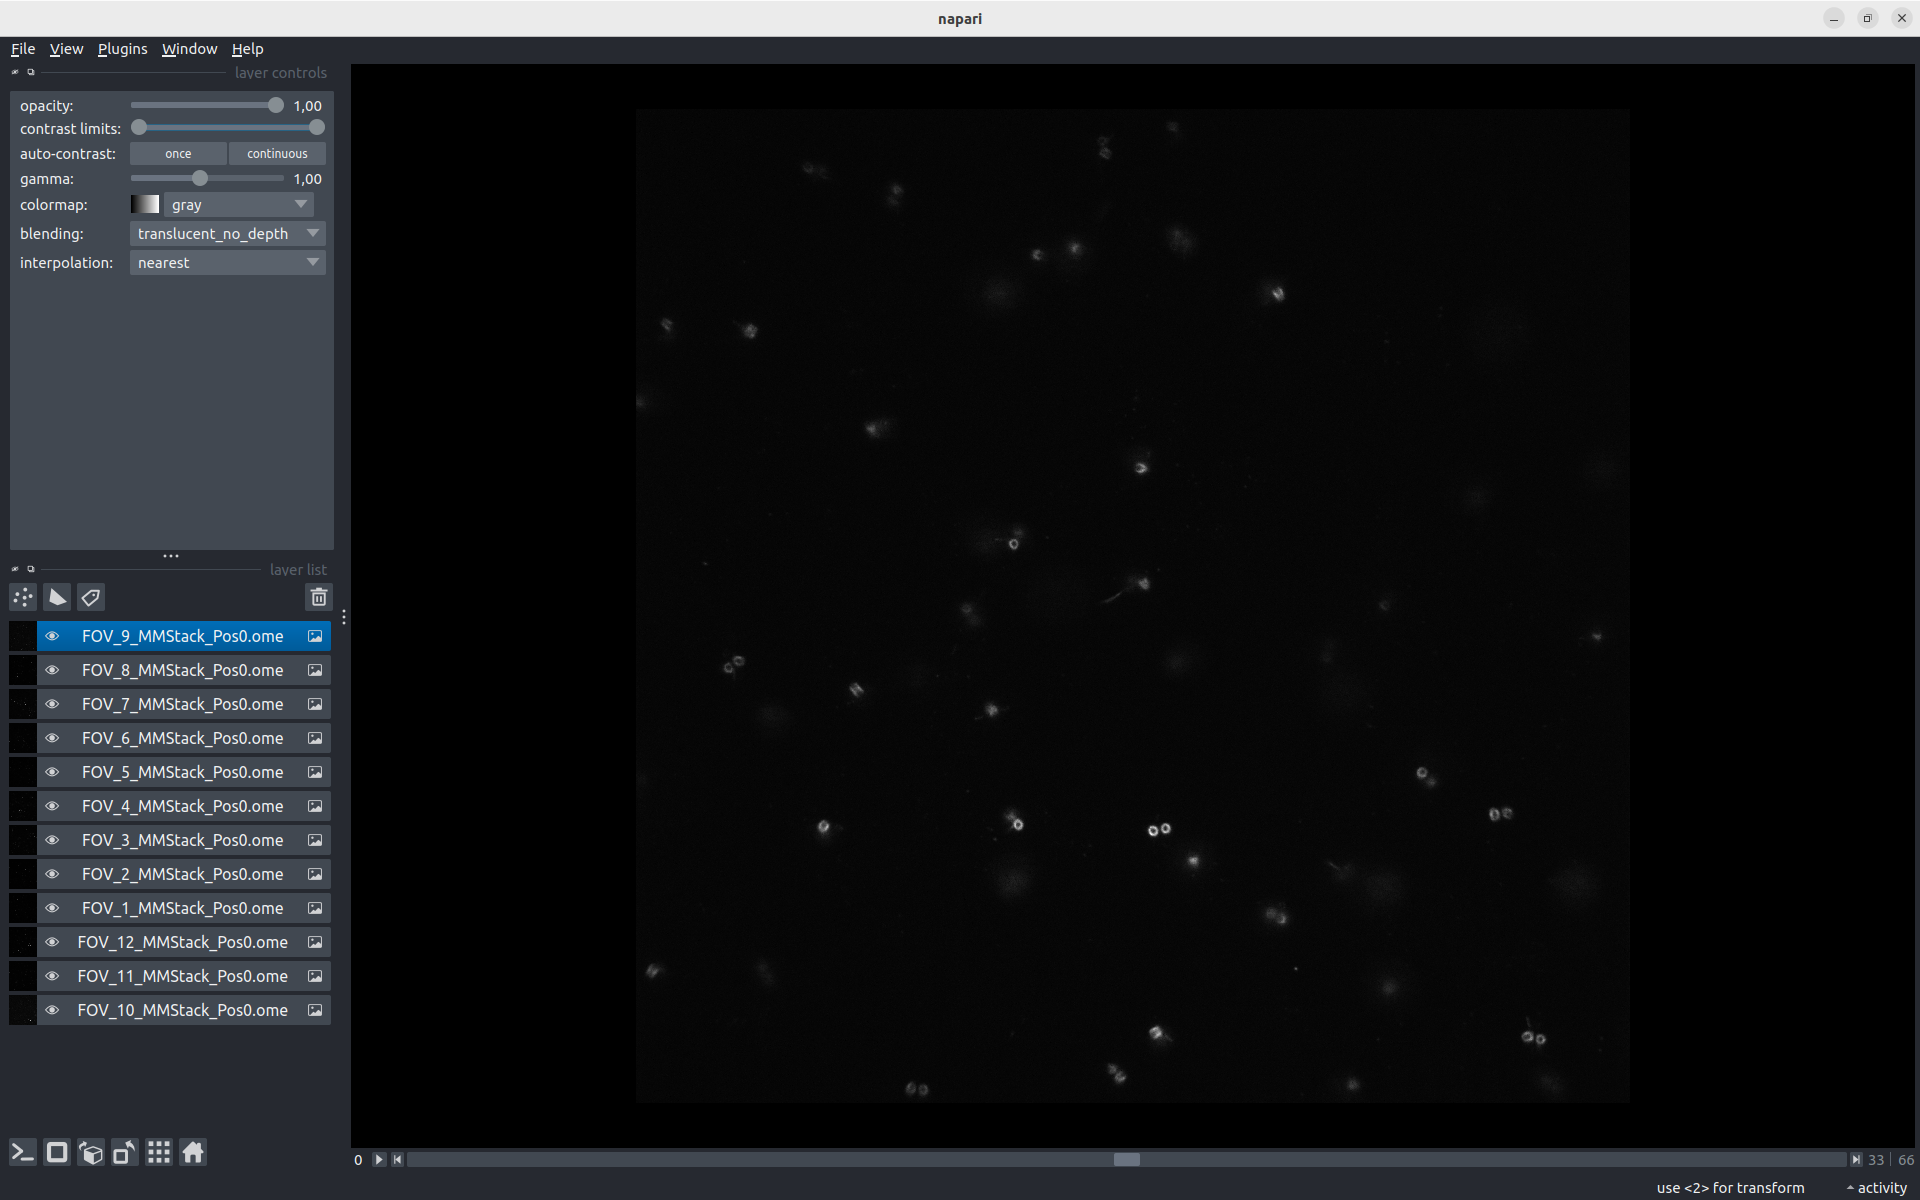 napari
File View Plugins Window Help
layer controls
opacity: 1,00
contrast limits:
auto-contrast: once continuous
gamma: 1,00
colormap: gray
blending: translucent_no_depth
interpolation: nearest
layer list
FOV_9_MMStack_Pos0.ome
FOV_8_MMStack_Pos0.ome
FOV_7_MMStack_Pos0.ome
FOV_6_MMStack_Pos0.ome
FOV_5_MMStack_Pos0.ome
FOV_4_MMStack_Pos0.ome
FOV_3_MMStack_Pos0.ome
FOV_2_MMStack_Pos0.ome
FOV_1_MMStack_Pos0.ome
FOV_12_MMStack_Pos0.ome
FOV_11_MMStack_Pos0.ome
FOV_10_MMStack_Pos0.ome
0 33 66
use <2> for transform activity